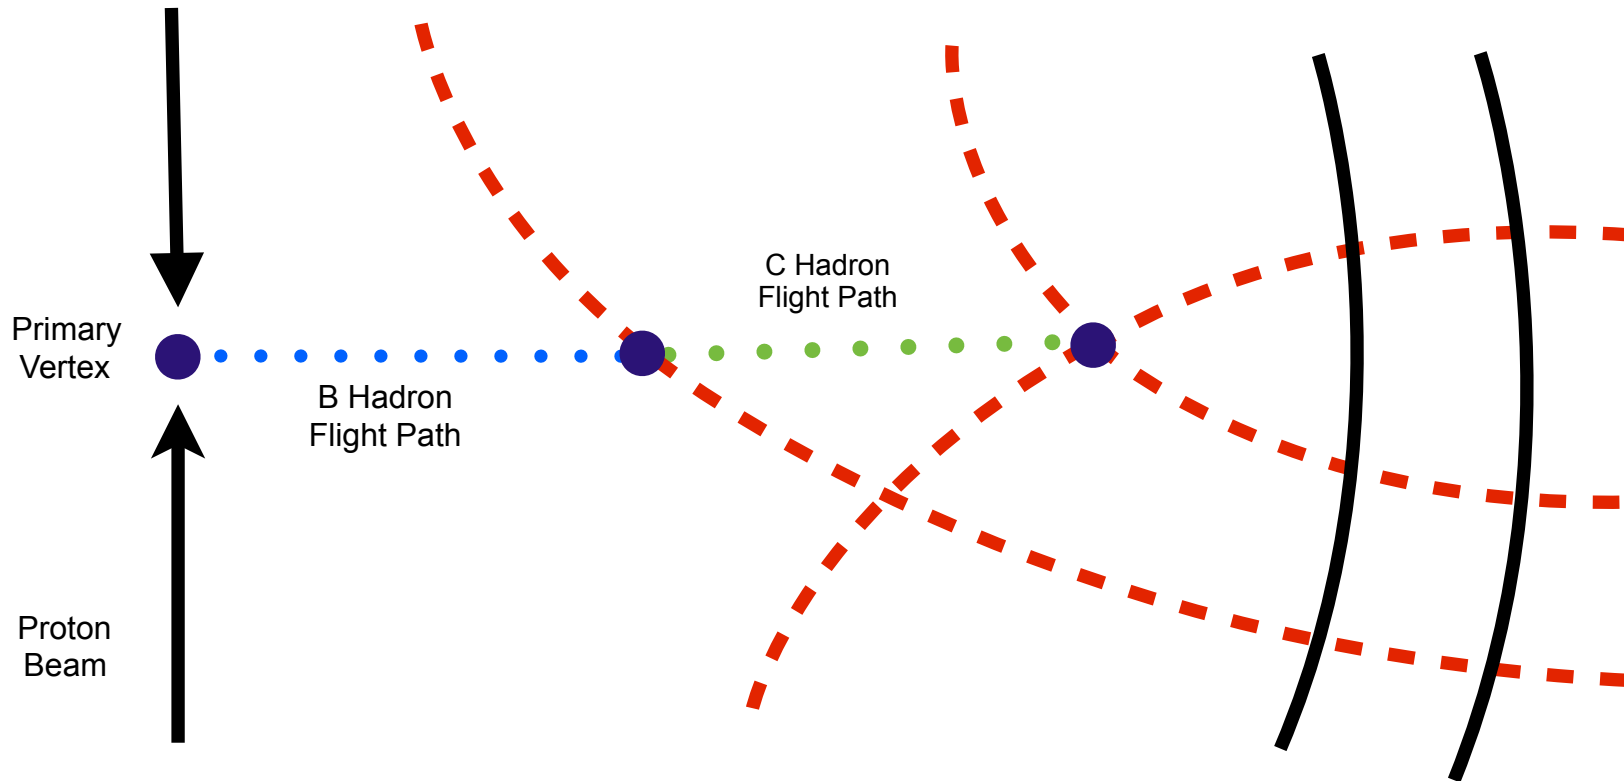 C Hadron
Flight Path
Primary
Vertex
B Hadron
Flight Path
Proton
Beam